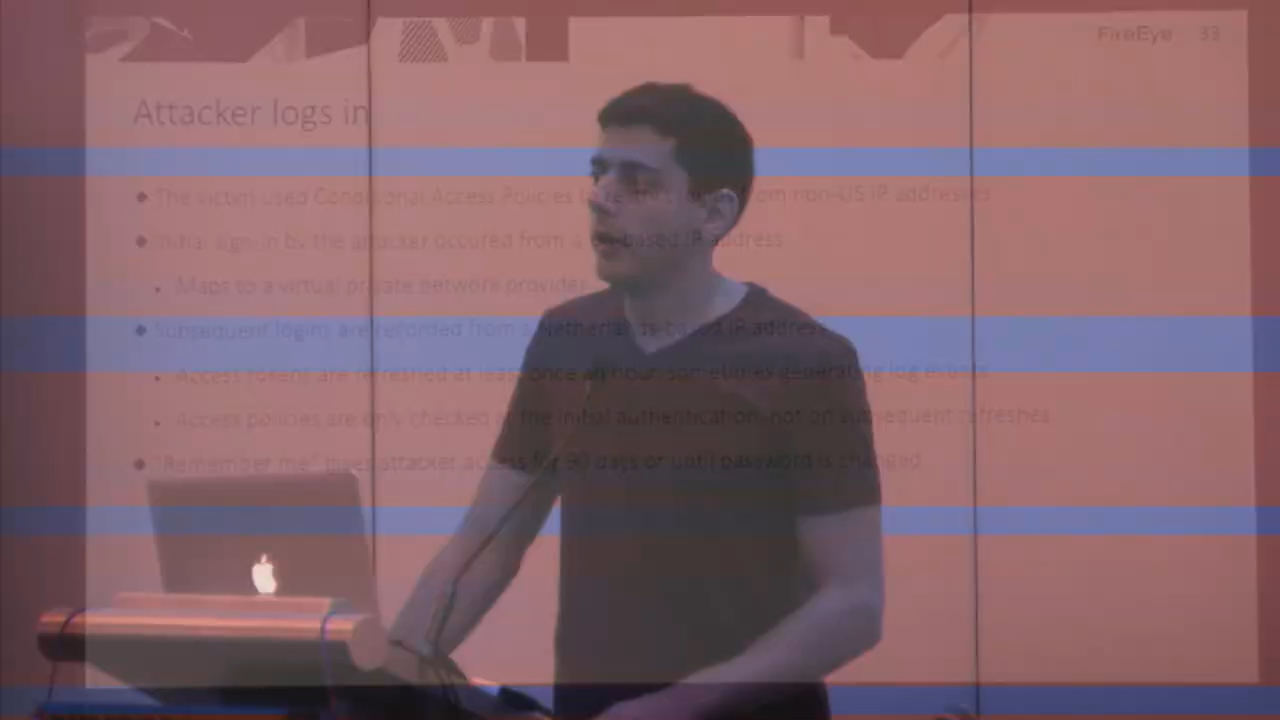 FireEye 33
Attacker logs in
The victim used Conditional Access Policies to restrict logins from non-US IP addresses
Initial sign-in by the attacker occured from a US-based IP address
Maps to a virtual private network provider
Subsequent logins are recorded from a Netherlands-based IP address
Access tokens are refreshed at least once an hour, sometimes generating log events
Access policies are only checked at the initial authentication, not on subsequent refreshes
"Remember me" gives attacker access for 90 days or until password is changed